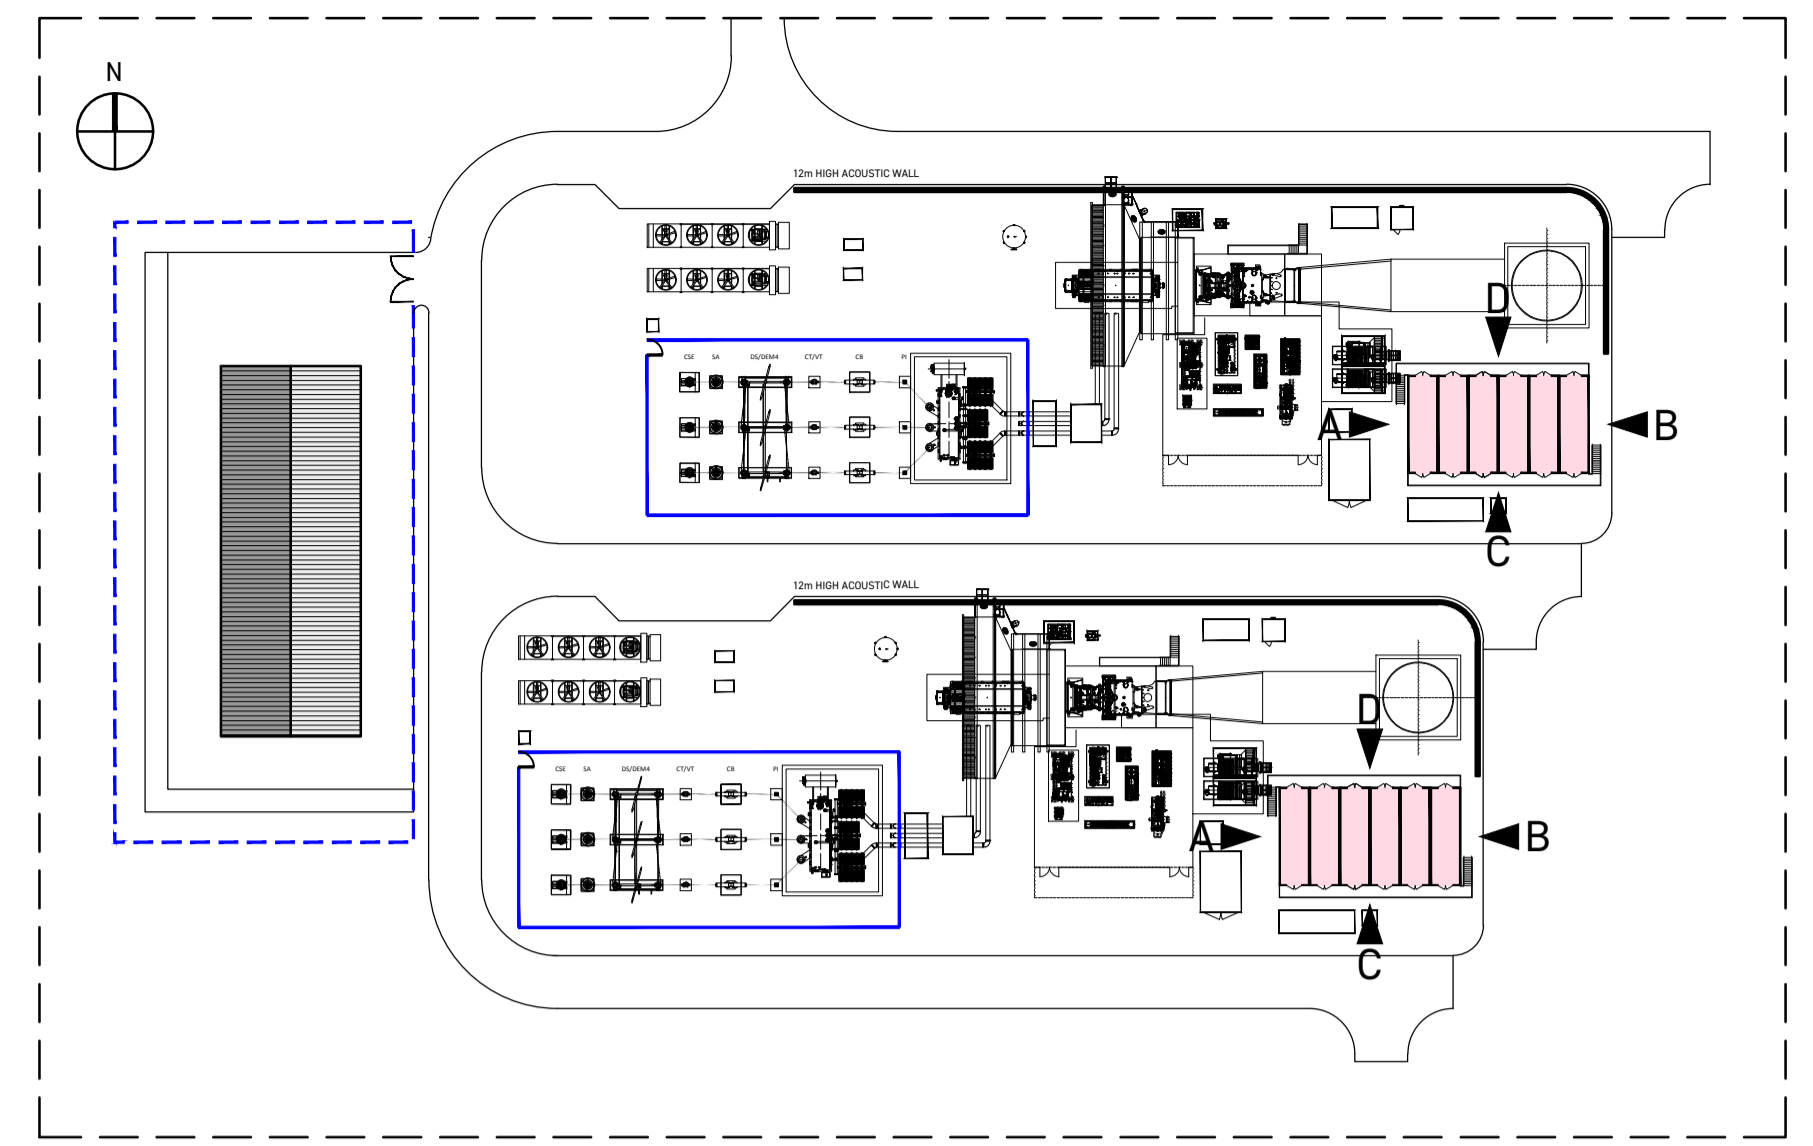 N
12m HIGH ACOUSTIC WALL
D
CSE SA DS/DEM4 CT/VT CB PI
A B
C
12m HIGH ACOUSTIC WALL
D
CSE SA DS/DEM4 CT/VT CB PI
A B
C